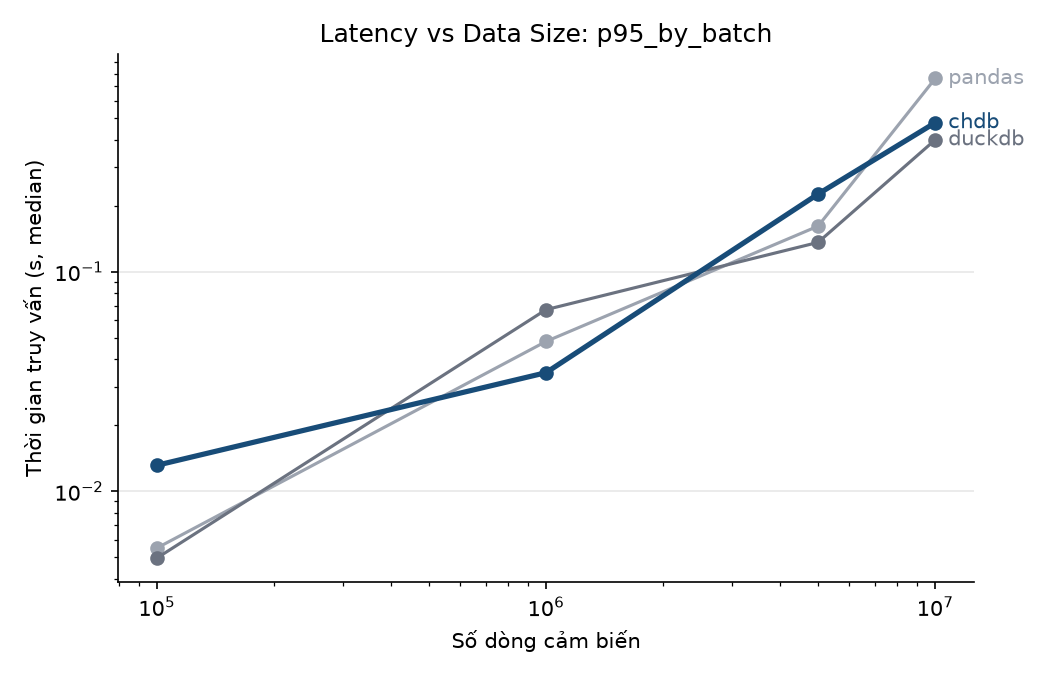 Latency vs Data Size: p95_by_batch
Thời gian truy vấn (s, median)
10⁻¹
10⁻²
pandas
chdb
duckdb
10⁵
10⁶
10⁷
Số dòng cảm biến